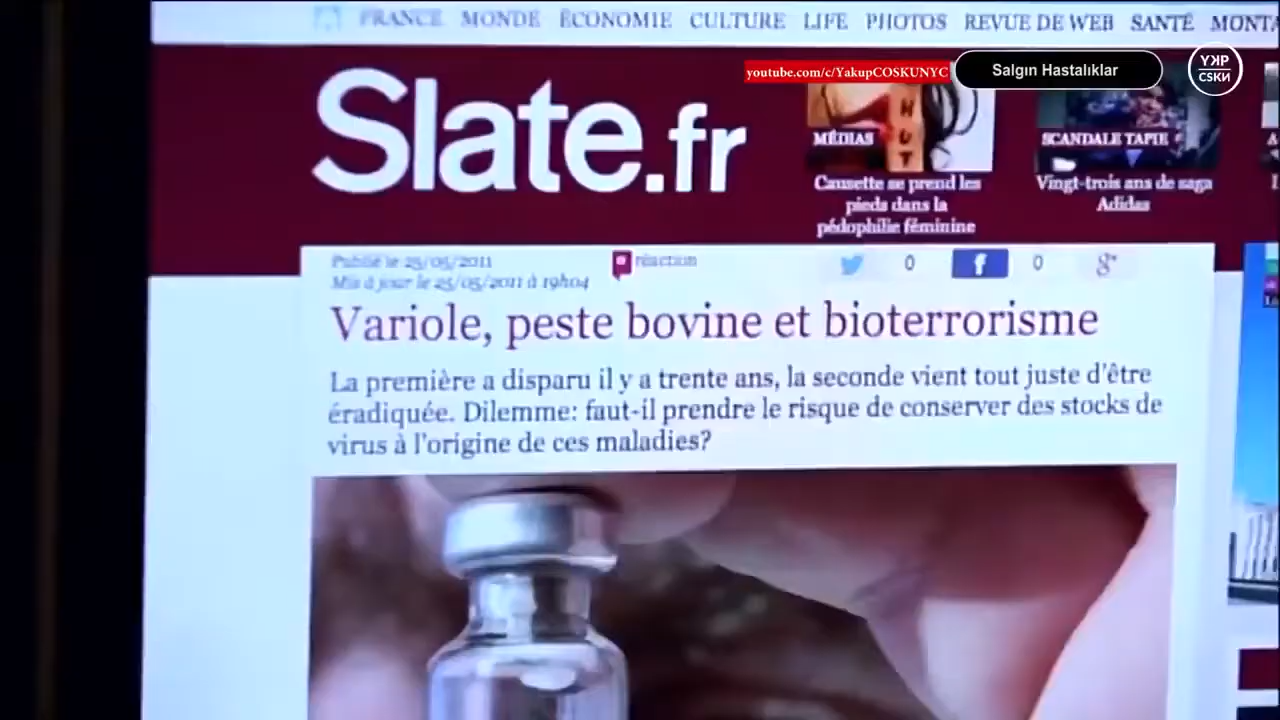 FRANCE MONDE ÉCONOMIE CULTURE LIFE PHOTOS REVUE DE WEB SANTÉ MONTA
youtube.com/c/YakupCOSKUNYC
Salgın Hastalıklar
YKP
CSKN
Slate.fr
HUT
MÉDIAS
Causette se prend les
pieds dans la
pédophilie féminine
SCANDALE TAPIE
Vingt-trois ans de saga
Adidas
Publié le 25/05/2011
Mis à jour le 25/05/2011 à 19h04
réaction
0
f
0
g+
Variole, peste bovine et bioterrorisme
La première a disparu il y a trente ans, la seconde vient tout juste d'être
éradiquée. Dilemme: faut-il prendre le risque de conserver des stocks de
virus à l'origine de ces maladies?